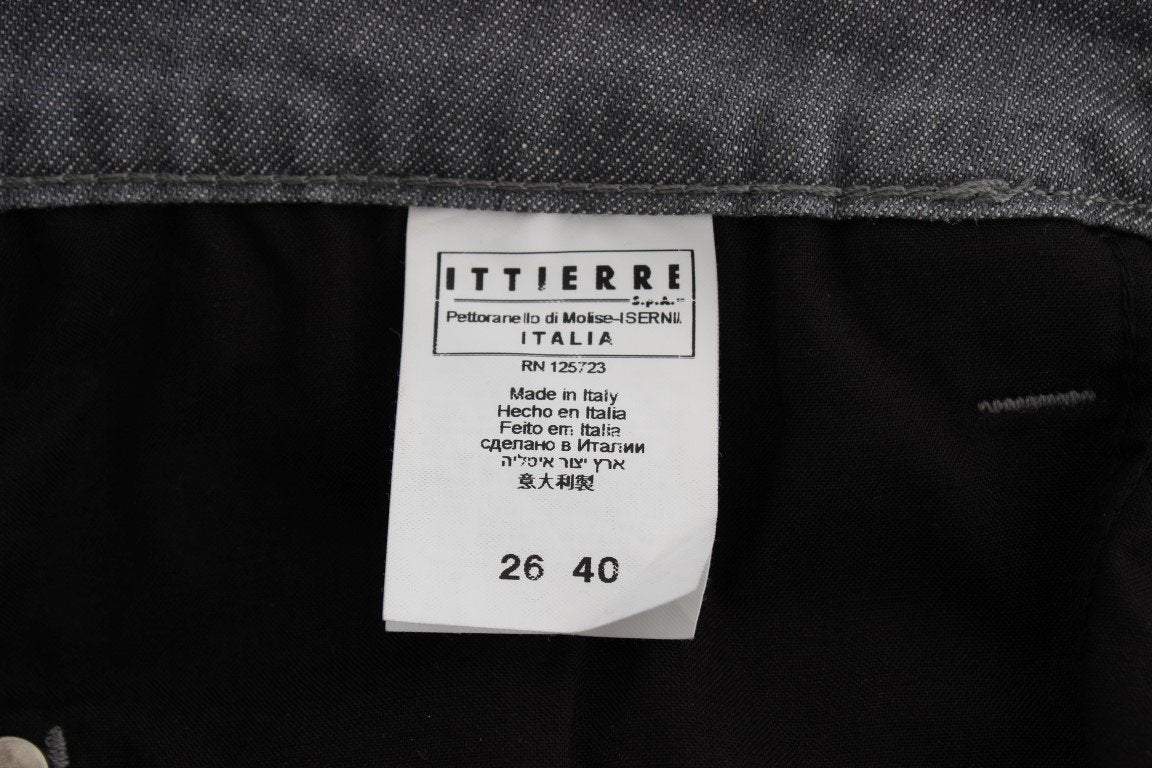 ITTIERRE
S.p.A.
Pettoranello di Molise-ISERNI
ITALIA
RN 125723
Made in Italy
Hecho en Italia
Feito em Italia
сделано в Италии
ארץ יצור איטליה
意大利製
26 40